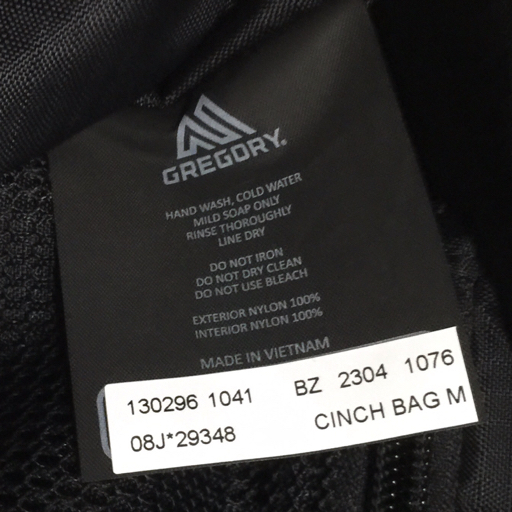 GREGORY.
HAND WASH, COLD WATER
MILD SOAP ONLY
RINSE THOROUGHLY
LINE DRY
DO NOT IRON
DO NOT DRY CLEAN
DO NOT USE BLEACH
EXTERIOR NYLON 100%
INTERIOR NYLON 100%
MADE IN VIETNAM
130296 1041 BZ 2304 1076
08J*29348 CINCH BAG M